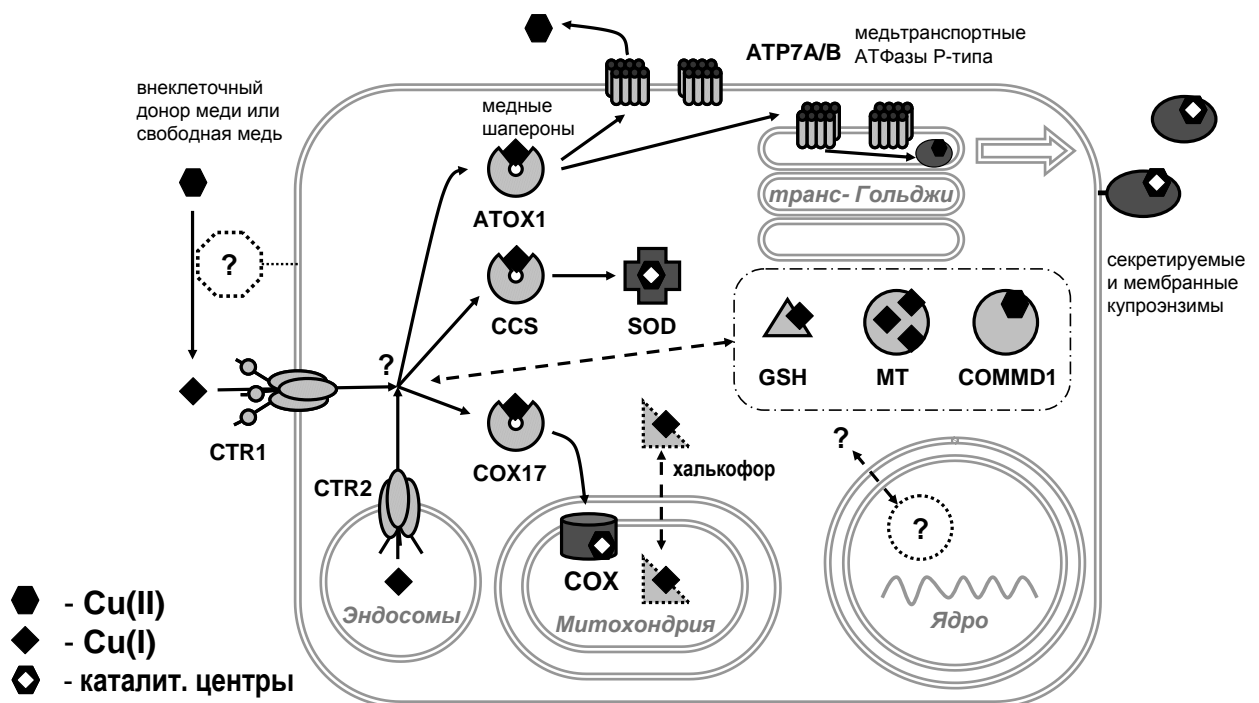 ATP7A/B
медьтранспортные
АТФазы P-типа
внеклеточный
донор меди или
свободная медь
медные
шапероны
ATOX1
транс- Гольджи
?
CCS
SOD
секретируемые
и мембранные
купроэнзимы
?
GSH
MT
COMMD1
CTR1
COX17
халькофор
?
CTR2
?
COX
Эндосомы
Митохондрия
Ядро
- Cu(II)
- Cu(I)
- каталит. центры